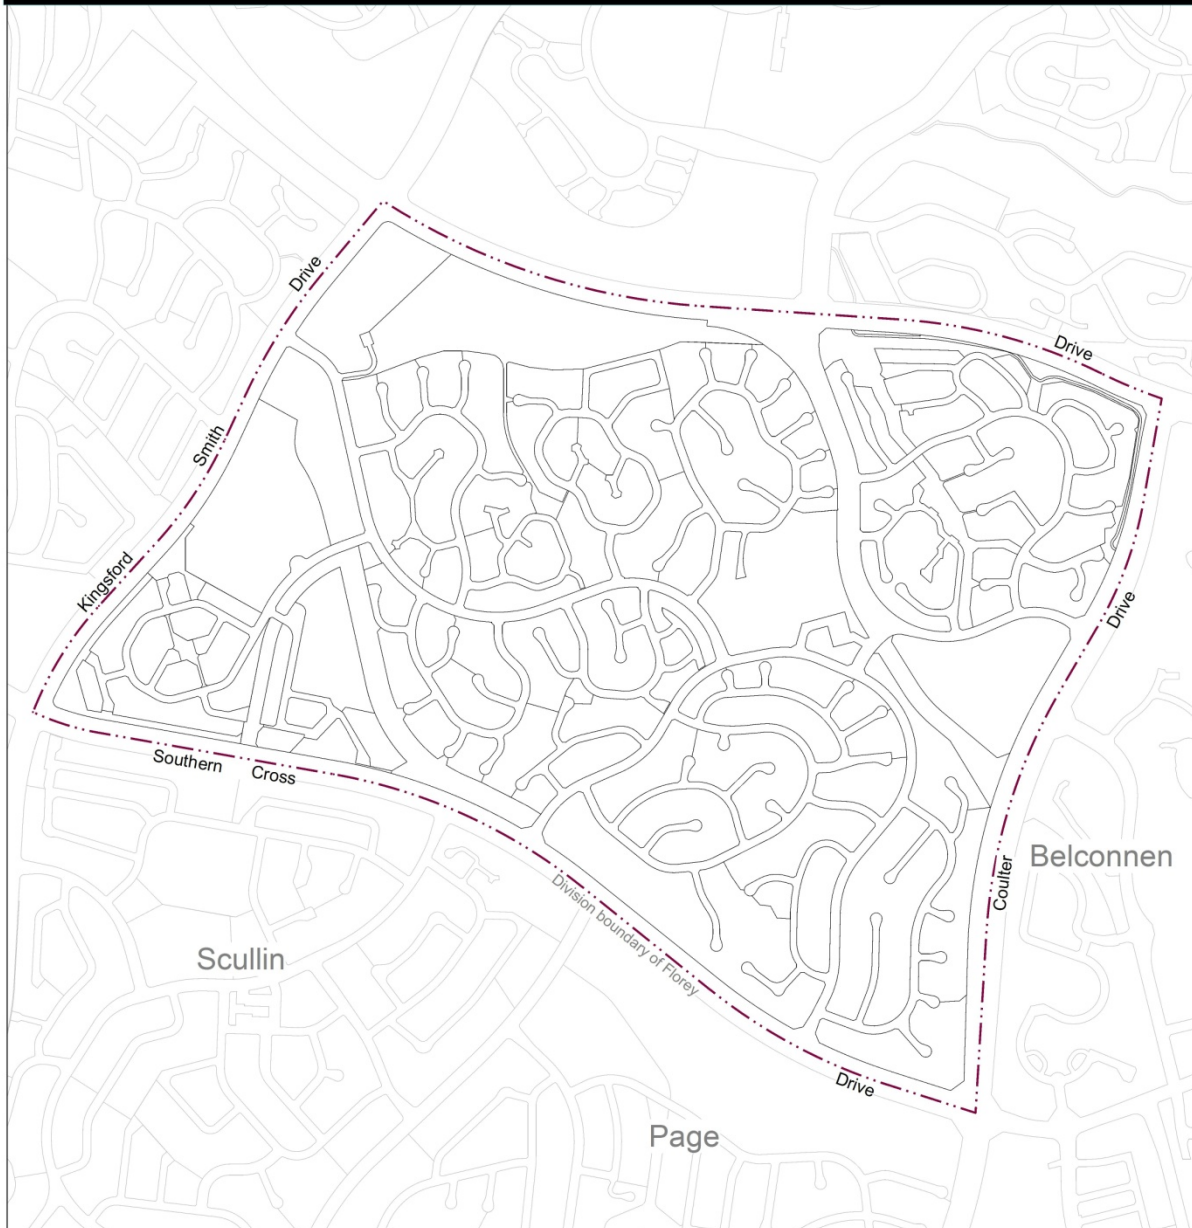 Drive
Smith
Kingsford
Drive
Drive
Southern Cross
Division boundary of Florey
Coulter
Belconnen
Scullin
Drive
Page